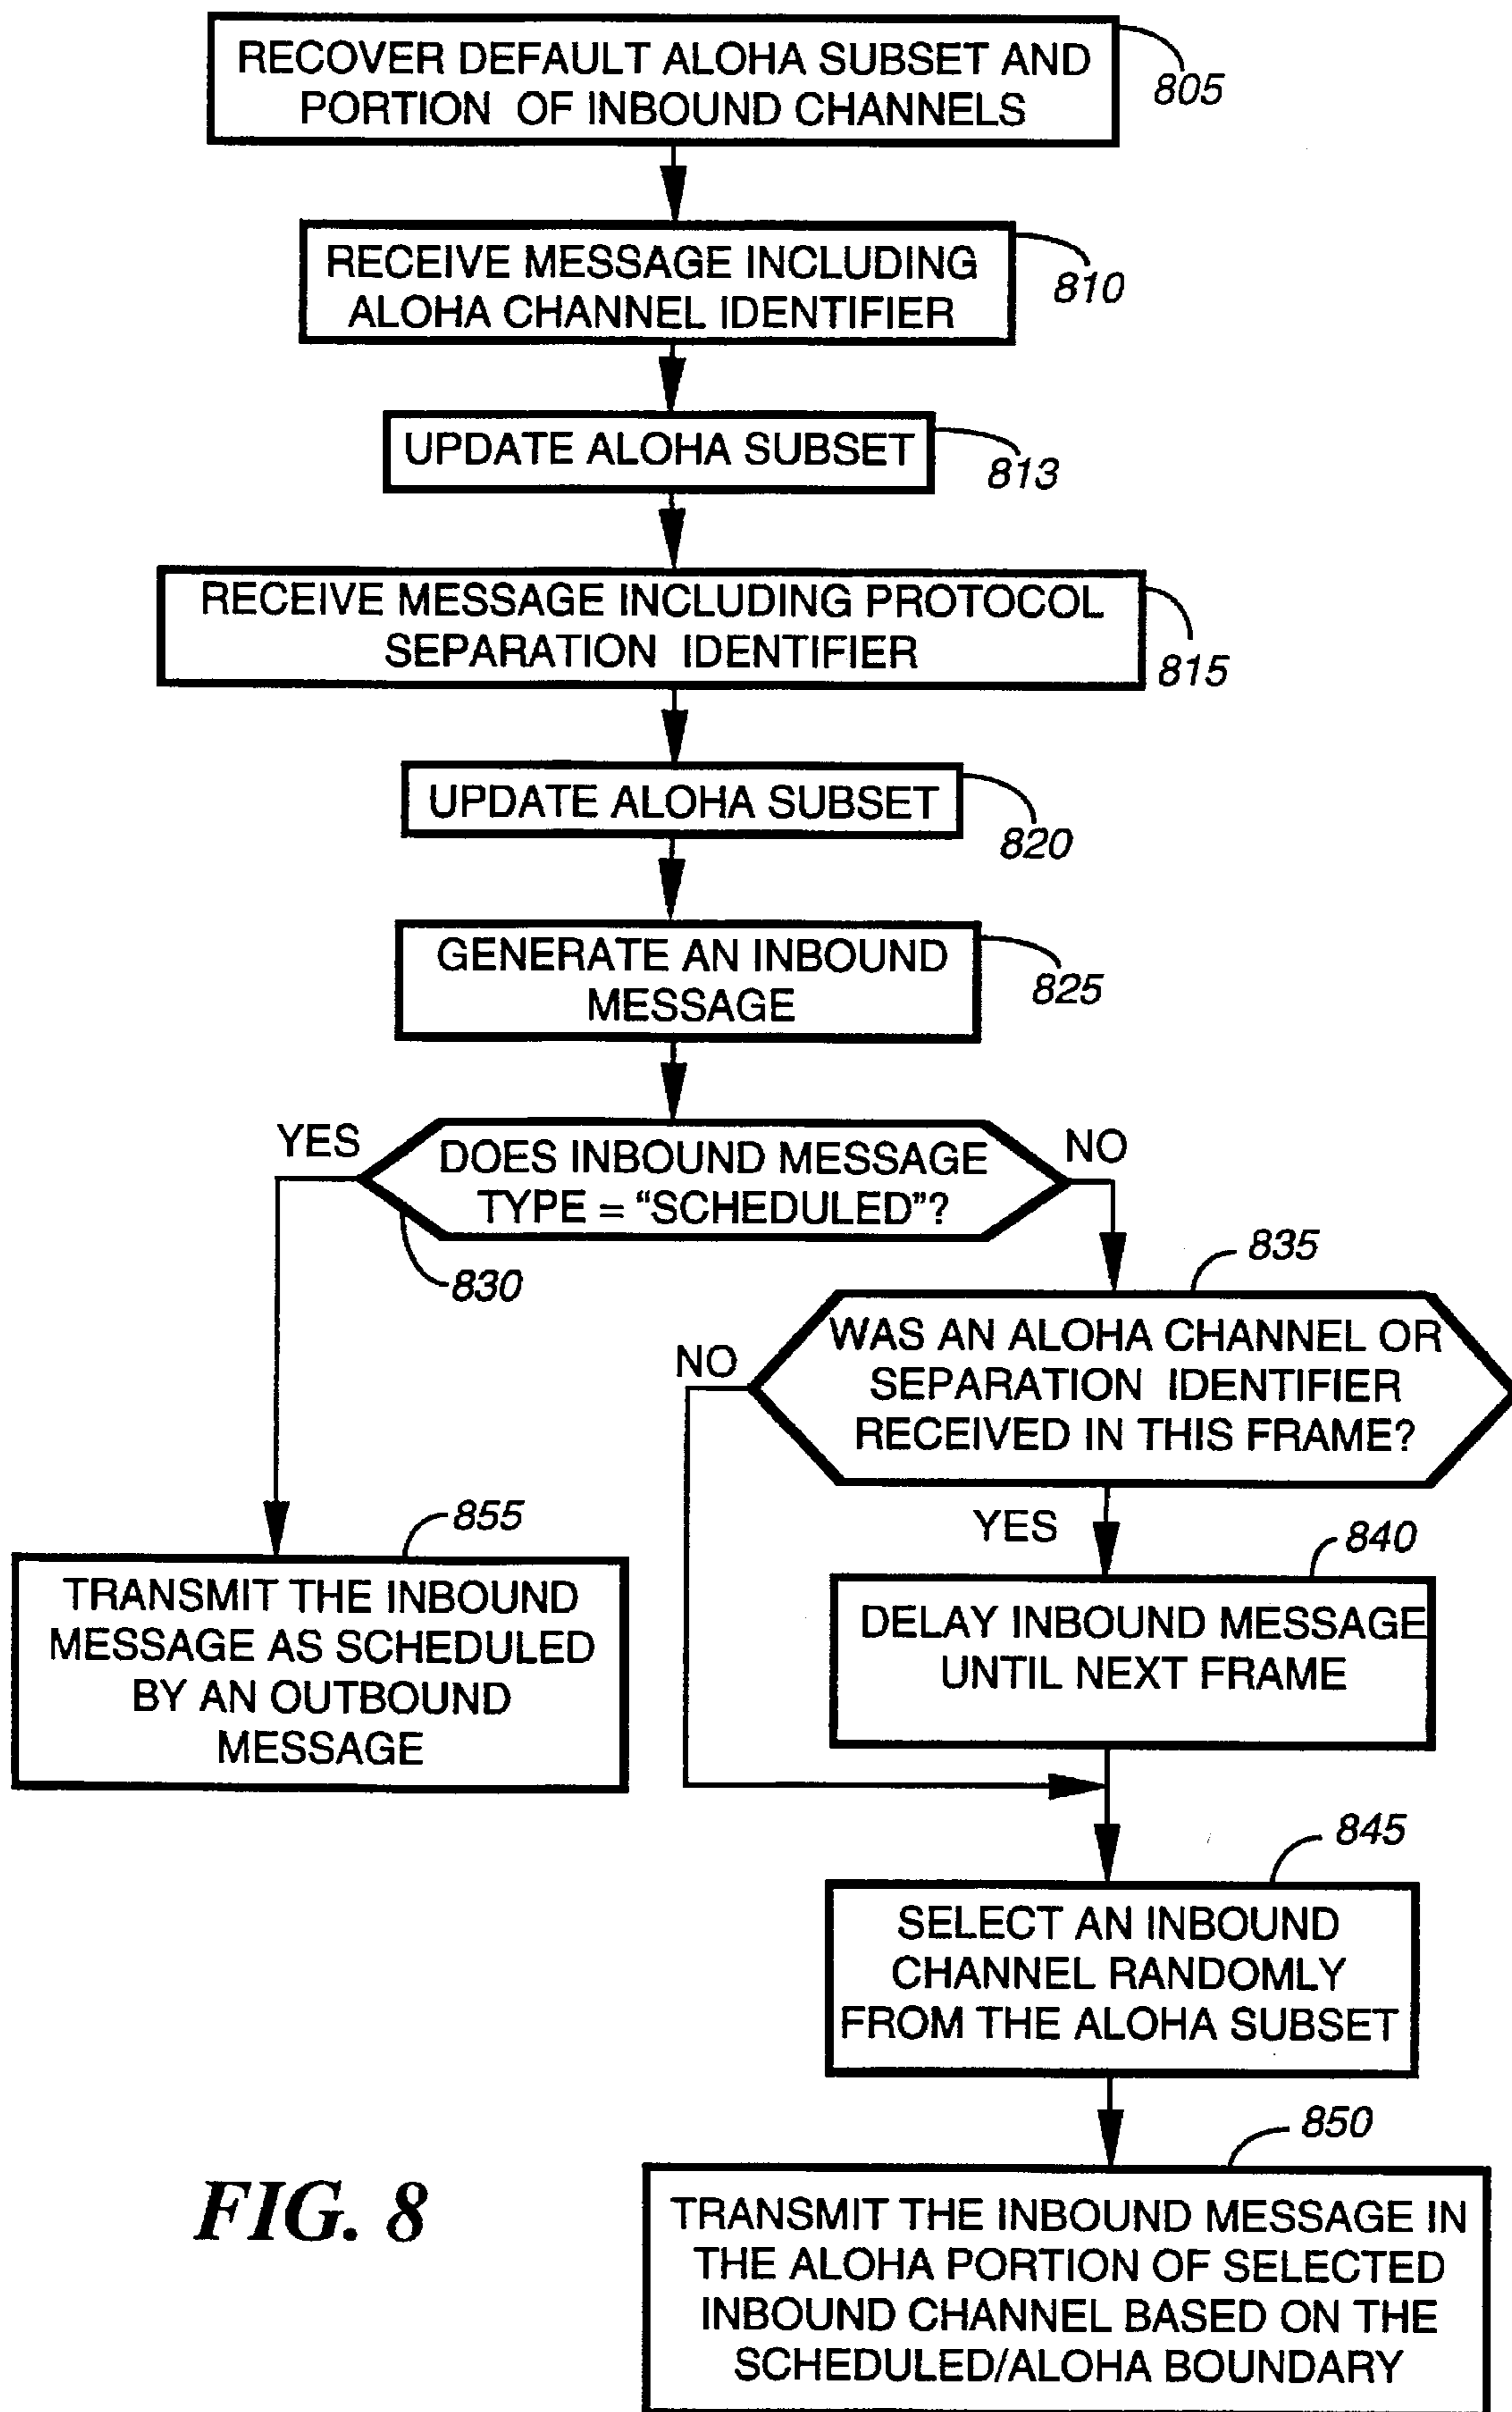 RECOVER DEFAULT ALOHA SUBSET AND
PORTION OF INBOUND CHANNELS
805
RECEIVE MESSAGE INCLUDING
ALOHA CHANNEL IDENTIFIER
810
UPDATE ALOHA SUBSET
813
RECEIVE MESSAGE INCLUDING PROTOCOL
SEPARATION IDENTIFIER
815
UPDATE ALOHA SUBSET
820
GENERATE AN INBOUND
MESSAGE
825
YES
DOES INBOUND MESSAGE
TYPE = “SCHEDULED”?
NO
830
835
WAS AN ALOHA CHANNEL OR
SEPARATION IDENTIFIER
RECEIVED IN THIS FRAME?
NO
YES
855
TRANSMIT THE INBOUND
MESSAGE AS SCHEDULED
BY AN OUTBOUND
MESSAGE
840
DELAY INBOUND MESSAGE
UNTIL NEXT FRAME
845
SELECT AN INBOUND
CHANNEL RANDOMLY
FROM THE ALOHA SUBSET
850
TRANSMIT THE INBOUND MESSAGE IN
THE ALOHA PORTION OF SELECTED
INBOUND CHANNEL BASED ON THE
SCHEDULED/ALOHA BOUNDARY
FIG. 8